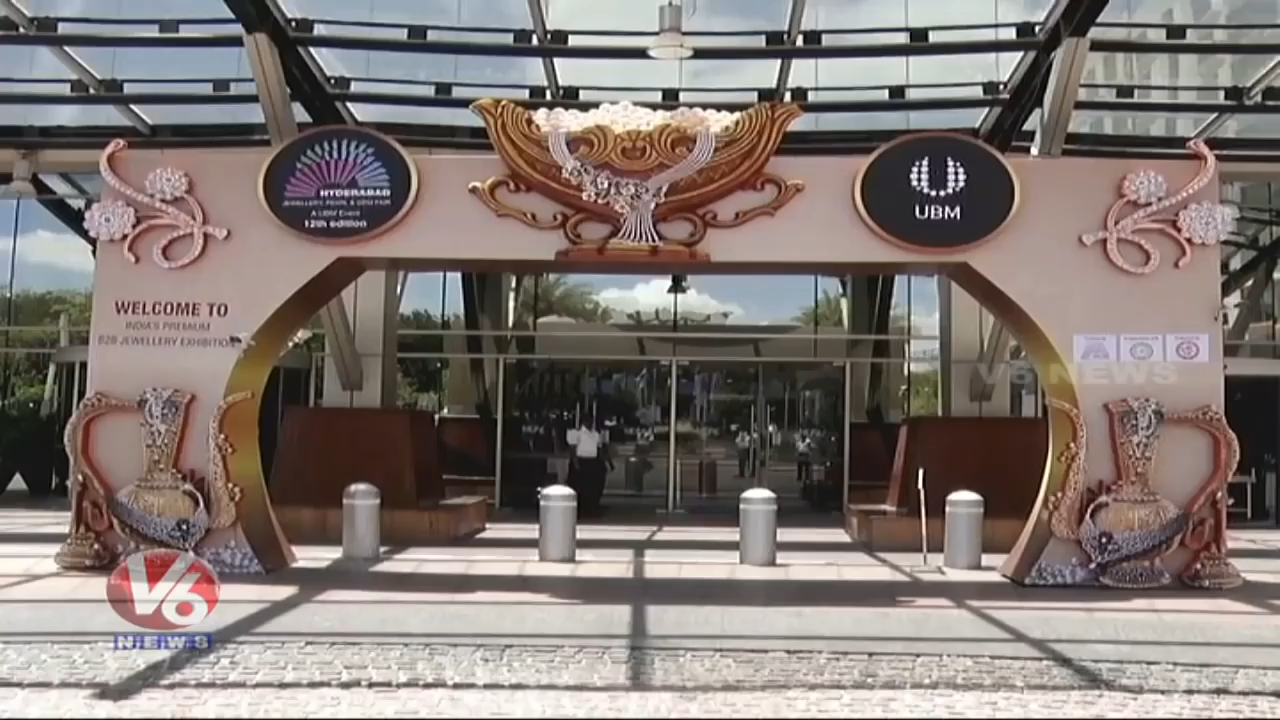 HYDERABAD
JEWELLERY, PEARL & GEM FAIR
A UBM Event
12th edition
UBM
WELCOME TO
INDIA'S PREMIUM
B2B JEWELLERY EXHIBITION
V6 NEWS
V6
NEWS